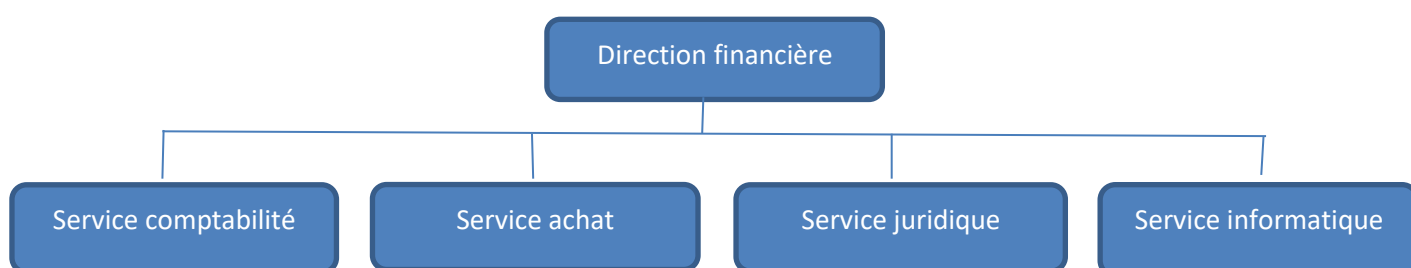 Direction financière
Service comptabilité
Service achat
Service juridique
Service informatique